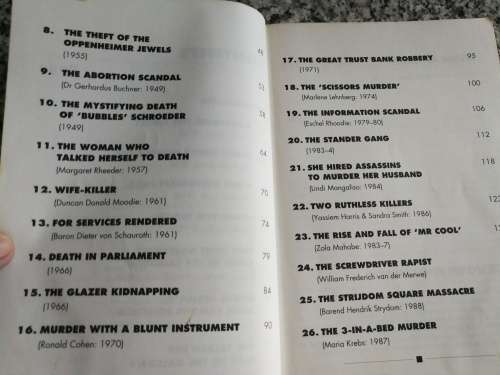 8. THE THEFT OF THE
OPPENHEIMER JEWELS 46
(1955)
9. THE ABORTION SCANDAL 53
(Dr Gerhardus Buchner: 1949)
10. THE MYSTIFYING DEATH 58
OF 'BUBBLES' SCHROEDER
(1949)
11. THE WOMAN WHO
TALKED HERSELF TO DEATH 64
(Margaret Rheeder: 1957)
12. WIFE-KILLER 70
(Duncan Donald Moodie: 1961)
13. FOR SERVICES RENDERED 74
(Baron Dieter von Schauroth: 1961)
14. DEATH IN PARLIAMENT 79
(1966)
15. THE GLAZER KIDNAPPING 84
(1966)
16. MURDER WITH A BLUNT INSTRUMENT 90
(Ronald Cohen: 1970)
17. THE GREAT TRUST BANK ROBBERY 95
(1971)
18. THE 'SCISSORS MURDER' 100
(Marlene Lehnberg: 1974)
19. THE INFORMATION SCANDAL 106
(Eschel Rhoodie: 1979-80)
20. THE STANDER GANG 112
(1983-4)
21. SHE HIRED ASSASSINS 118
TO MURDER HER HUSBAND
(Lindi Mangaliso: 1984)
22. TWO RUTHLESS KILLERS
(Yassiem Harris & Sandra Smith: 1986)
23. THE RISE AND FALL OF 'MR COOL'
(Zola Mahobe: 1983-7)
24. THE SCREWDRIVER RAPIST
(William Frederich van der Merwe)
25. THE STRIJDOM SQUARE MASSACRE
(Barend Hendrik Strydom: 1988)
26. THE 3-IN-A-BED MURDER
(Maria Krebs: 1987)